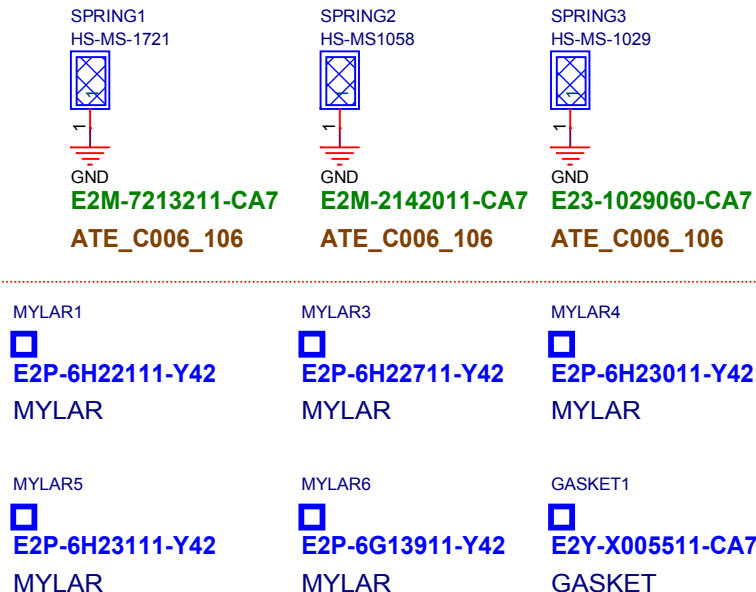 SPRING1
HS-MS-1721
1
1
GND
E2M-7213211-CA7
ATE_C006_106
SPRING2
HS-MS1058
1
1
GND
E2M-2142011-CA7
ATE_C006_106
SPRING3
HS-MS-1029
1
1
GND
E23-1029060-CA7
ATE_C006_106
MYLAR1
E2P-6H22111-Y42
MYLAR
MYLAR3
E2P-6H22711-Y42
MYLAR
MYLAR4
E2P-6H23011-Y42
MYLAR
MYLAR5
E2P-6H23111-Y42
MYLAR
MYLAR6
E2P-6G13911-Y42
MYLAR
GASKET1
E2Y-X005511-CA7
GASKET